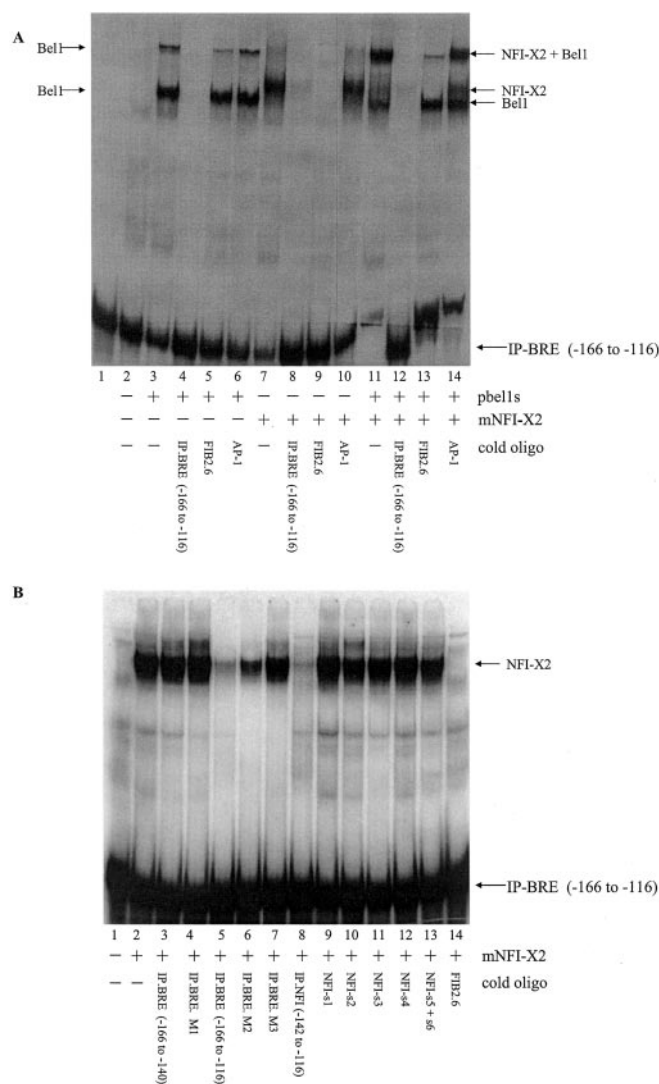 A
Bel1
NFI-X2 + Bel1
Bel1
NFI-X2
Bel1
IP-BRE (-166 to -116)
1 2 3 4 5 6 7 8 9 10 11 12 13 14
− + + + + − − − − + + + + pbel1s
− − − − − + + + + + + + + mNFI-X2
− − IP.BRE (-166 to -116) FIB2.6 AP-1 − IP.BRE (-166 to -116) FIB2.6 AP-1 − IP.BRE (-166 to -116) FIB2.6 AP-1 cold oligo
B
NFI-X2
IP-BRE (-166 to -116)
1 2 3 4 5 6 7 8 9 10 11 12 13 14
− + + + + + + + + + + + + + mNFI-X2
− − IP.BRE (-166 to -140) IP.BRE. M1 IP.BRE (-166 to -116) IP.BRE. M2 IP.BRE. M3 IP.NFI (-142 to -116) NFI-s1 NFI-s2 NFI-s3 NFI-s4 NFI-s5 + s6 FIB2.6 cold oligo